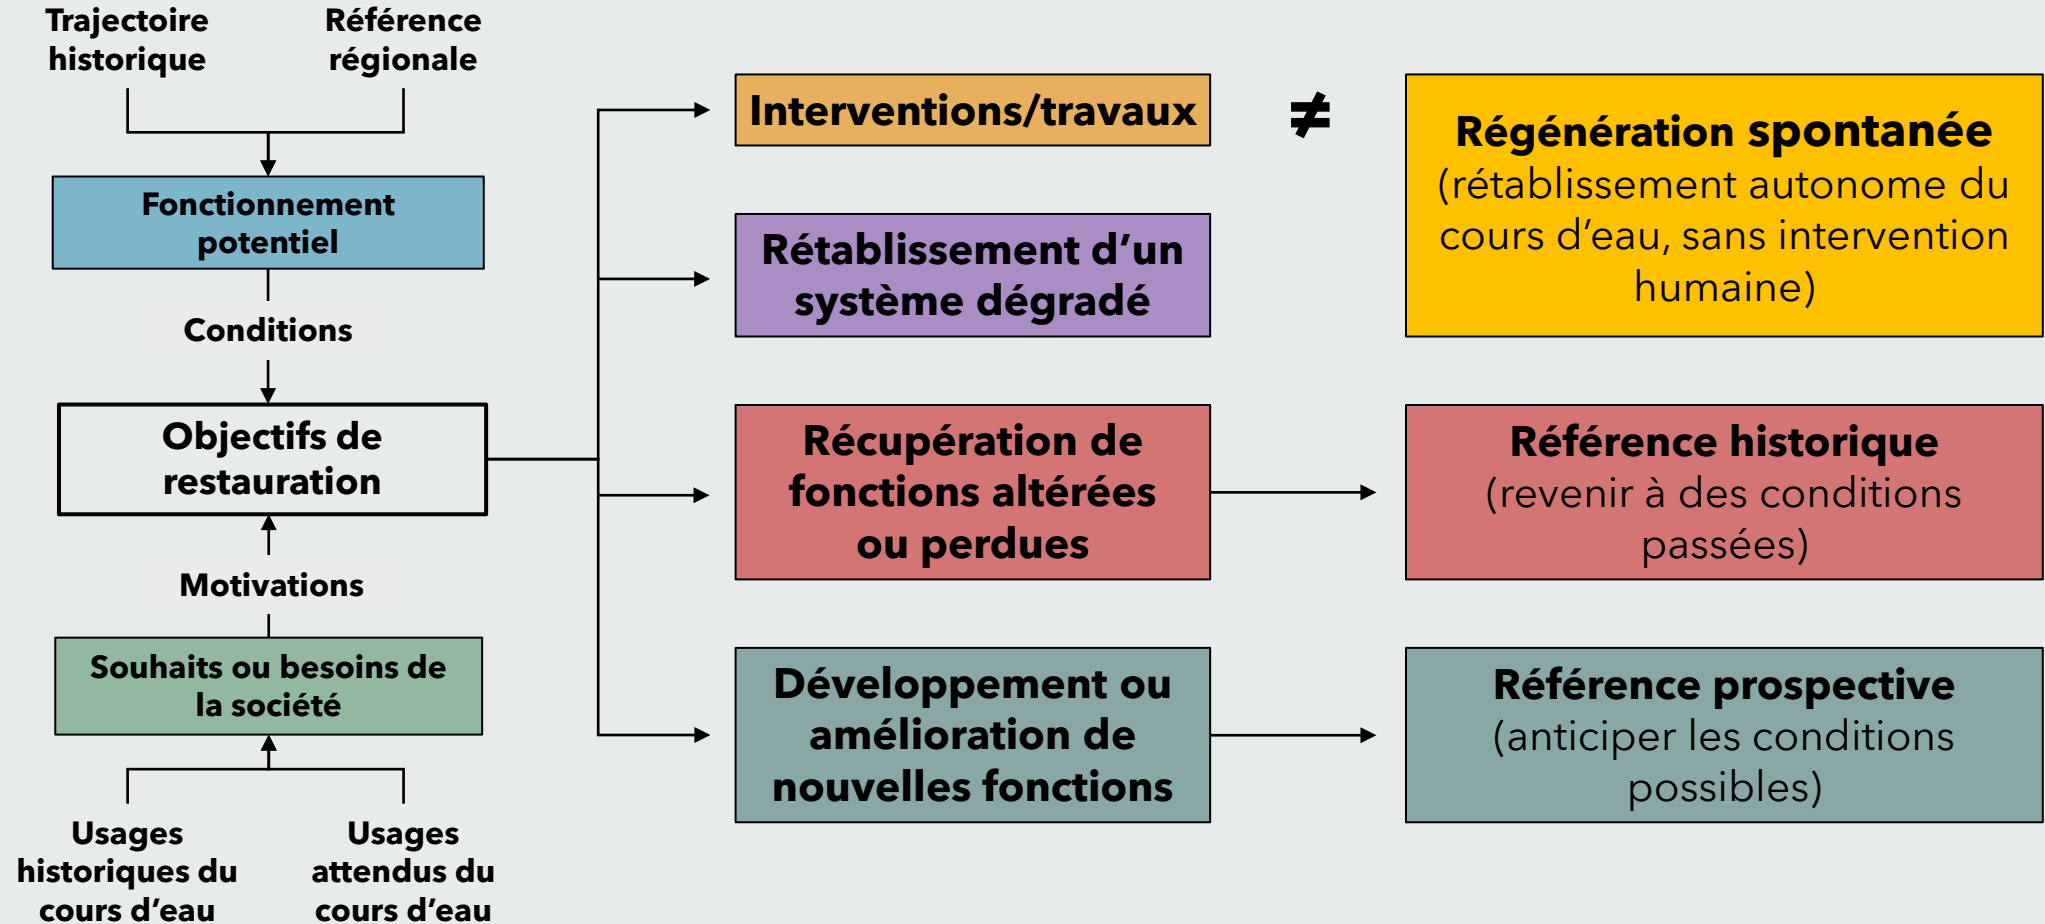 Trajectoire
historique
Référence
régionale
Fonctionnement
potentiel
Conditions
Objectifs de
restauration
Motivations
Souhaits ou besoins de
la société
Usages
historiques du
cours d’eau
Usages
attendus du
cours d’eau
Interventions/travaux
≠
Régénération spontanée
(rétablissement autonome du
cours d’eau, sans intervention
humaine)
Rétablissement d’un
système dégradé
Récupération de
fonctions altérées
ou perdues
Référence historique
(revenir à des conditions
passées)
Développement ou
amélioration de
nouvelles fonctions
Référence prospective
(anticiper les conditions
possibles)